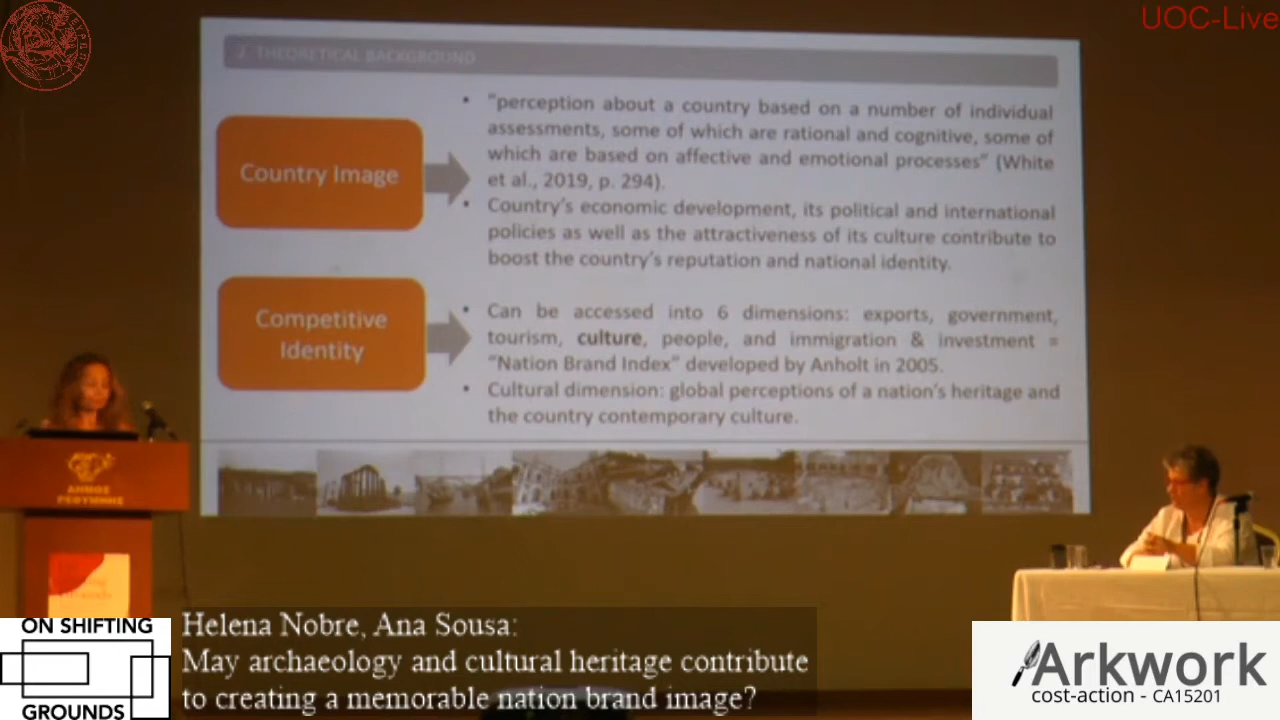 UOC-Live
2 THEORETICAL BACKGROUND
Country Image
• "perception about a country based on a number of individual
assessments, some of which are rational and cognitive, some of
which are based on affective and emotional processes" (White
et al., 2019, p. 294).
• Country's economic development, its political and international
policies as well as the attractiveness of its culture contribute to
boost the country's reputation and national identity.
Competitive
Identity
• Can be accessed into 6 dimensions: exports, government,
tourism, culture, people, and immigration & investment =
"Nation Brand Index" developed by Anholt in 2005.
• Cultural dimension: global perceptions of a nation's heritage and
the country contemporary culture.
ΔΗΜΟΣ
ΡΕΘΥΜΝΗΣ
ON SHIFTING
GROUNDS
Helena Nobre, Ana Sousa:
May archaeology and cultural heritage contribute
to creating a memorable nation brand image?
Arkwork
cost-action - CA15201